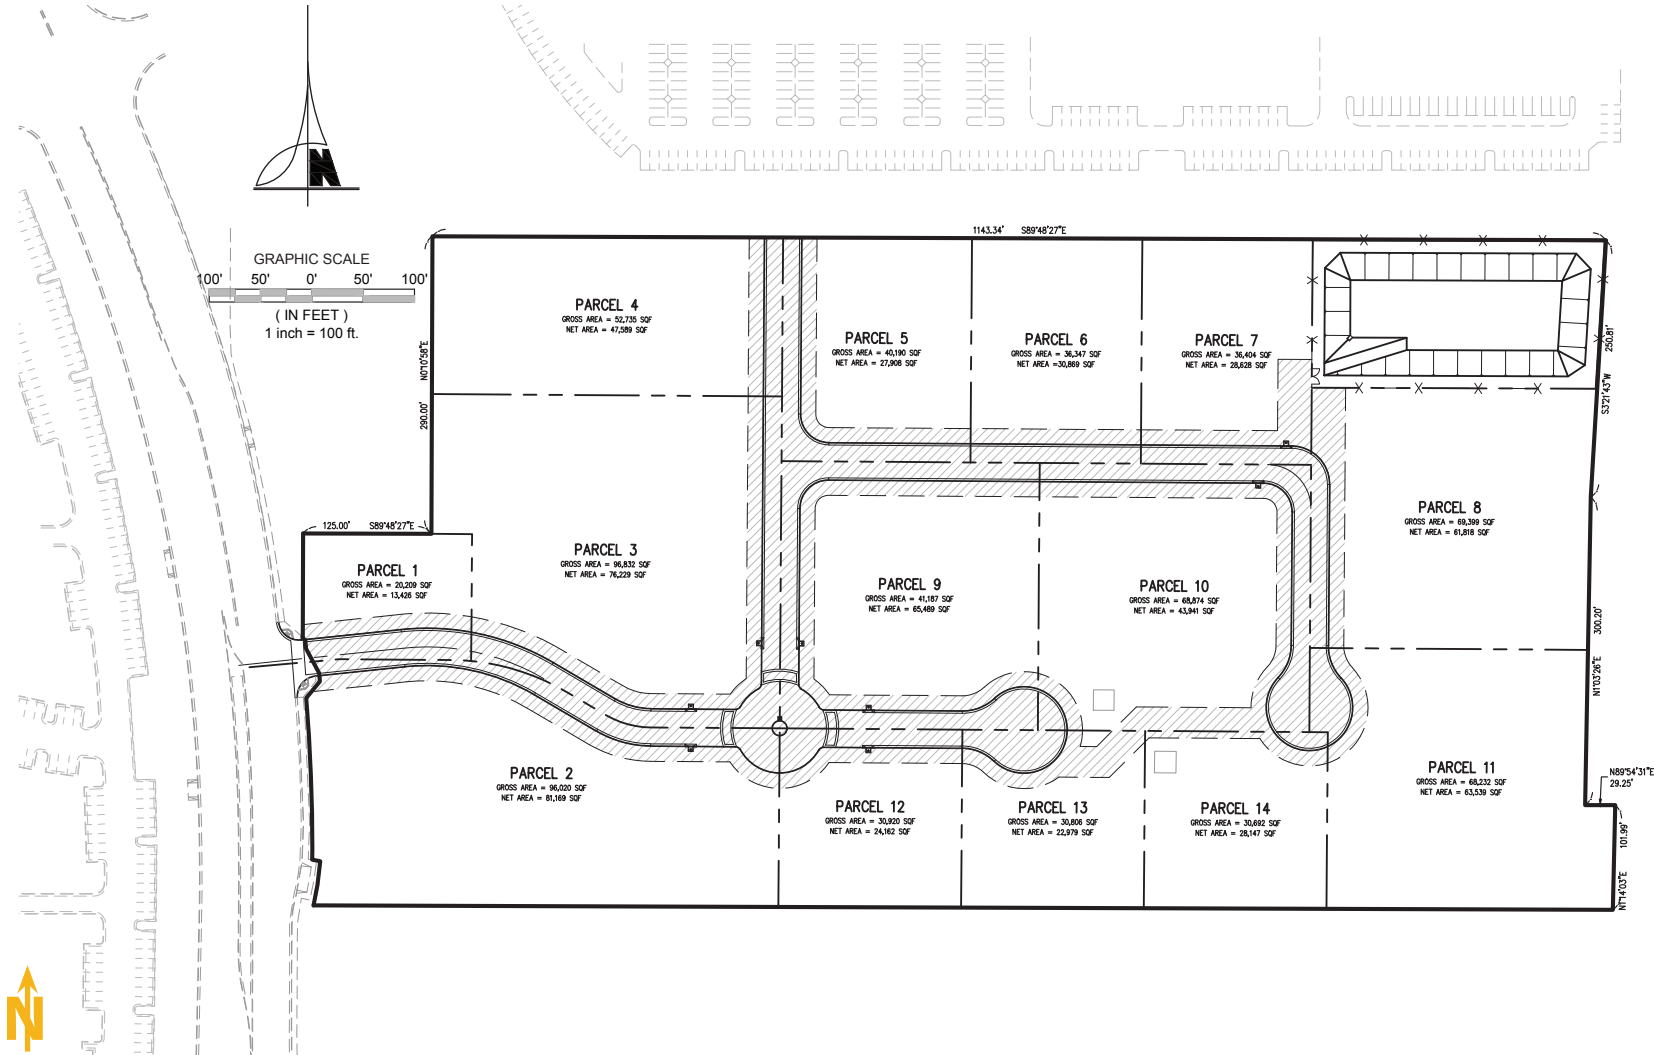 1143.34' S89°48'27"E
N
GRAPHIC SCALE
100' 50' 0' 50' 100'
( IN FEET )
1 inch = 100 ft.
PARCEL 4
GROSS AREA = 52,735 SQF
NET AREA = 47,589 SQF
PARCEL 5
GROSS AREA = 40,190 SQF
NET AREA = 27,908 SQF
PARCEL 6
GROSS AREA = 36,347 SQF
NET AREA =30,869 SQF
PARCEL 7
GROSS AREA = 36,404 SQF
NET AREA = 28,628 SQF
250.81'
S3°21'43"W
N0°10'58"E
290.00'
125.00' S89°48'27"E
PARCEL 8
GROSS AREA = 69,399 SQF
NET AREA = 61,818 SQF
PARCEL 3
GROSS AREA = 96,832 SQF
NET AREA = 76,229 SQF
PARCEL 1
GROSS AREA = 20,209 SQF
NET AREA = 13,426 SQF
PARCEL 9
GROSS AREA = 41,187 SQF
NET AREA = 65,489 SQF
PARCEL 10
GROSS AREA = 68,874 SQF
NET AREA = 43,941 SQF
300.20'
N1°03'26"E
PARCEL 2
GROSS AREA = 96,020 SQF
NET AREA = 81,169 SQF
PARCEL 11
GROSS AREA = 68,232 SQF
NET AREA = 63,539 SQF
N89°54'31"E
29.25'
PARCEL 12
GROSS AREA = 30,920 SQF
NET AREA = 24,162 SQF
PARCEL 13
GROSS AREA = 30,806 SQF
NET AREA = 22,979 SQF
PARCEL 14
GROSS AREA = 30,692 SQF
NET AREA = 28,147 SQF
101.99'
N1°14'03"E
N